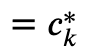 = c_k^*